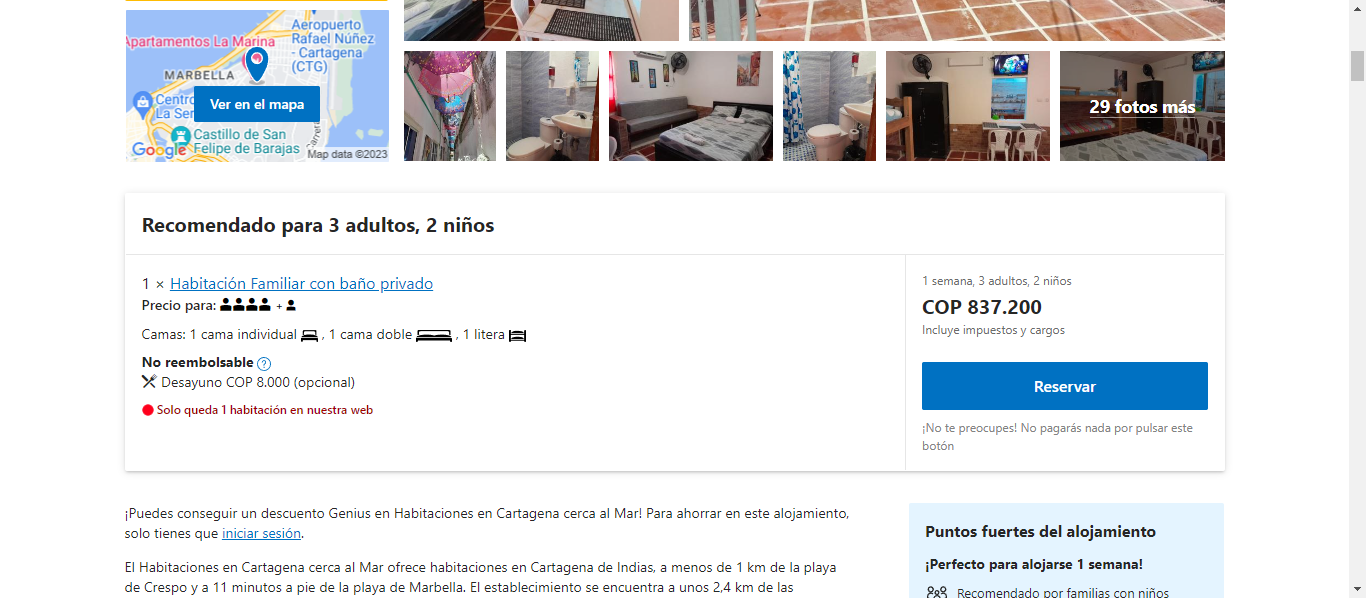 Apartamentos La Marina
Aeropuerto
Rafael Núñez
- Cartagena
(CTG)
MARBELLA
Ver en el mapa
Castillo de San
Felipe de Barajas
Google
Map data ©2023
29 fotos más
Recomendado para 3 adultos, 2 niños
1 × Habitación Familiar con baño privado
Precio para: +
Camas: 1 cama individual , 1 cama doble , 1 litera
No reembolsable
Desayuno COP 8.000 (opcional)
Solo queda 1 habitación en nuestra web
1 semana, 3 adultos, 2 niños
COP 837.200
Incluye impuestos y cargos
Reservar
¡No te preocupes! No pagarás nada por pulsar este
botón
¡Puedes conseguir un descuento Genius en Habitaciones en Cartagena cerca al Mar! Para ahorrar en este alojamiento,
solo tienes que iniciar sesión.
El Habitaciones en Cartagena cerca al Mar ofrece habitaciones en Cartagena de Indias, a menos de 1 km de la playa
de Crespo y a 11 minutos a pie de la playa de Marbella. El establecimiento se encuentra a unos 2,4 km de las
Puntos fuertes del alojamiento
¡Perfecto para alojarse 1 semana!
Recomendado por familias con niños